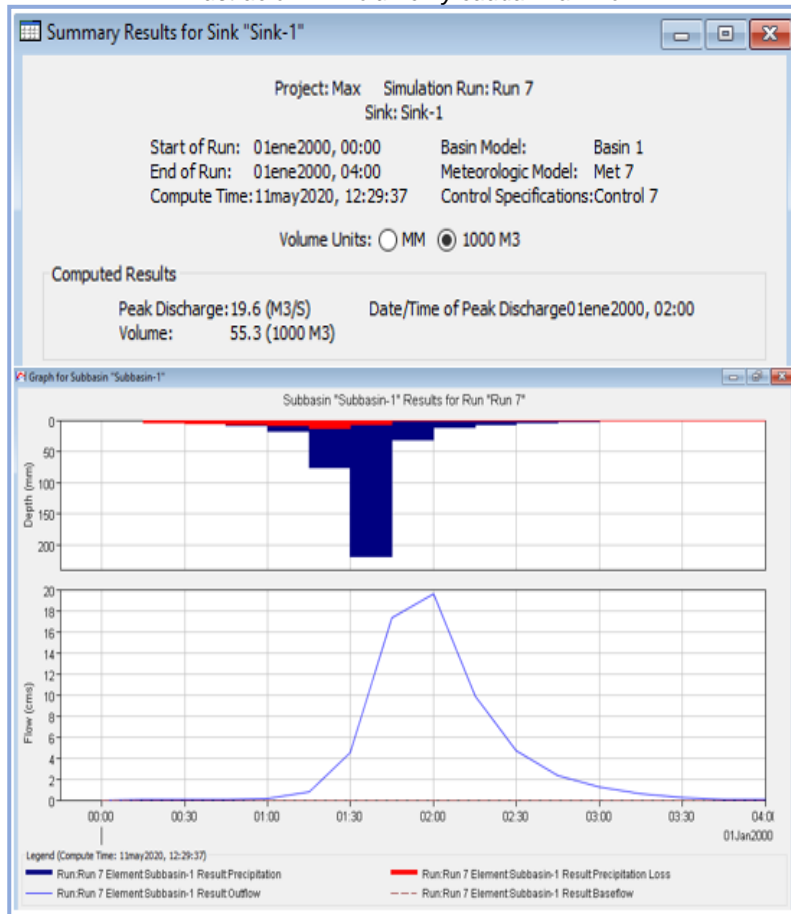 Summary Results for Sink "Sink-1"
Project: Max Simulation Run: Run 7
Sink: Sink-1
Start of Run: 01ene2000, 00:00 Basin Model: Basin 1
End of Run: 01ene2000, 04:00 Meteorologic Model: Met 7
Compute Time:11may2020, 12:29:37 Control Specifications:Control 7
Volume Units: MM 1000 M3
Computed Results
Peak Discharge:19.6 (M3/S) Date/Time of Peak Discharge01ene2000, 02:00
Volume: 55.3 (1000 M3)
Graph for Subbasin "Subbasin-1"
Subbasin "Subbasin-1" Results for Run "Run 7"
Depth (mm)
0
50
100
150
200
Flow (cms)
20
18
16
14
12
10
8
6
4
2
0
00:00 00:30 01:00 01:30 02:00 02:30 03:00 03:30 04:0
01Jan2000
Legend (Compute Time: 11may2020, 12:29:37)
Run:Run 7 Element:Subbasin-1 Result:Precipitation Run:Run 7 Element:Subbasin-1 Result:Precipitation Loss
Run:Run 7 Element:Subbasin-1 Result:Outflow Run:Run 7 Element:Subbasin-1 Result:Baseflow